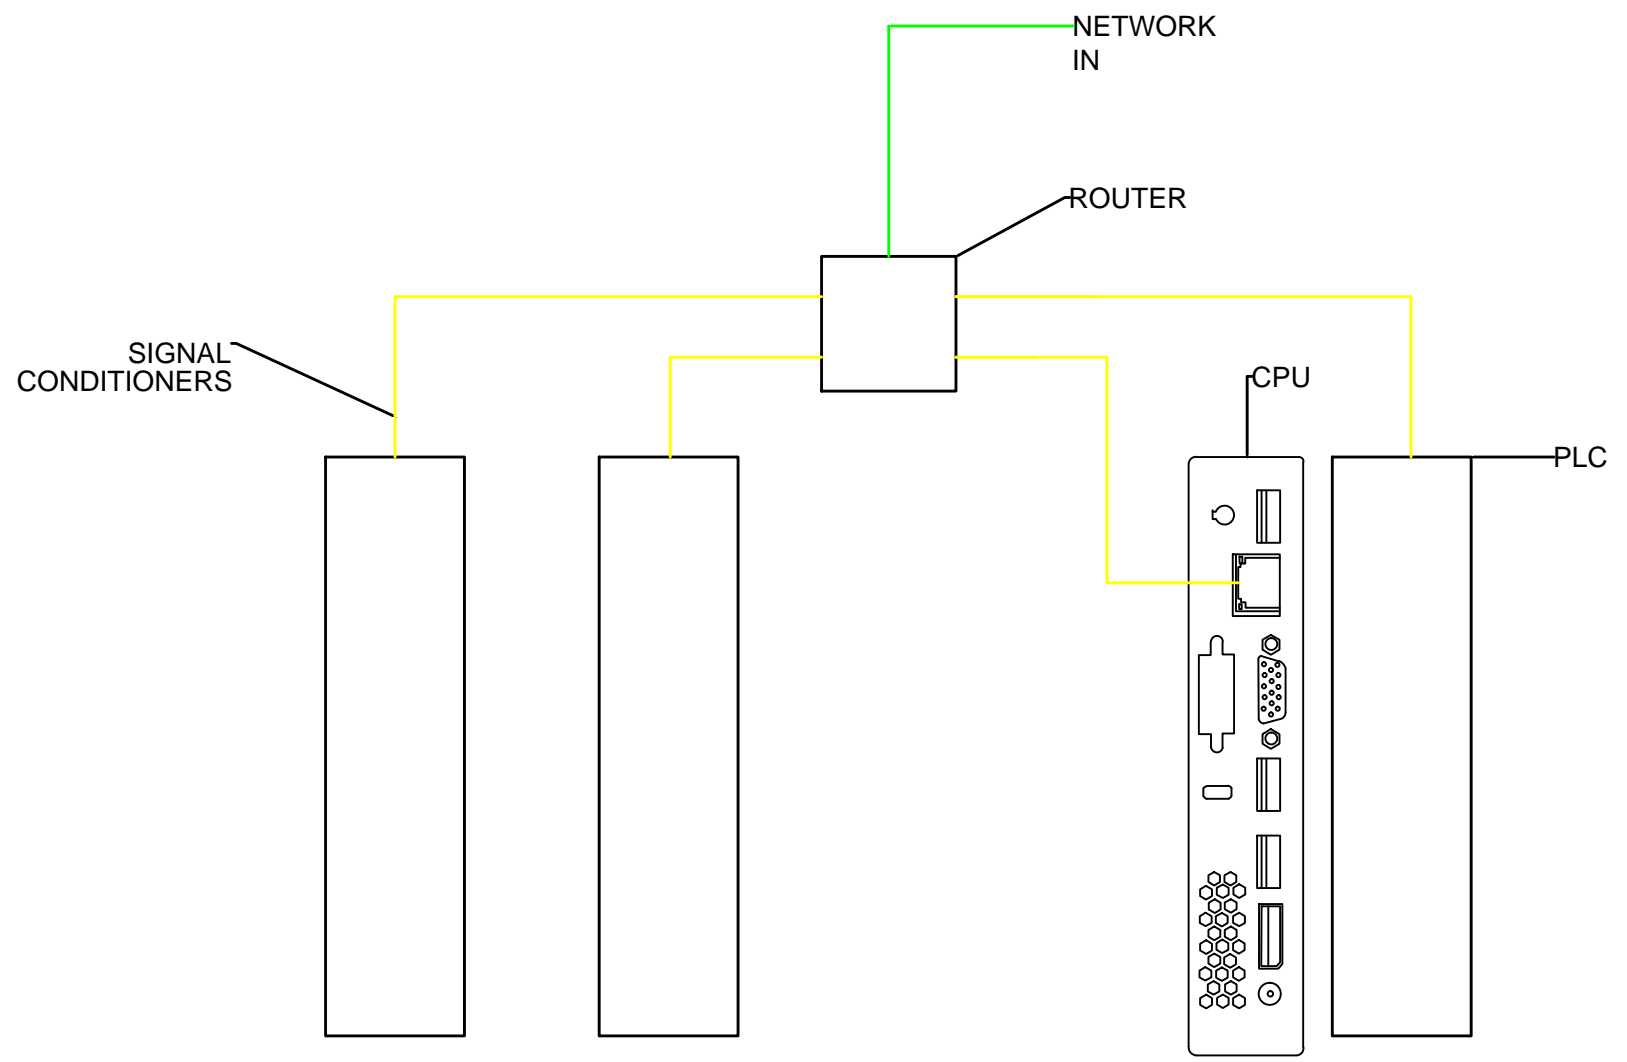 NETWORK
IN
ROUTER
SIGNAL
CONDITIONERS
CPU
PLC